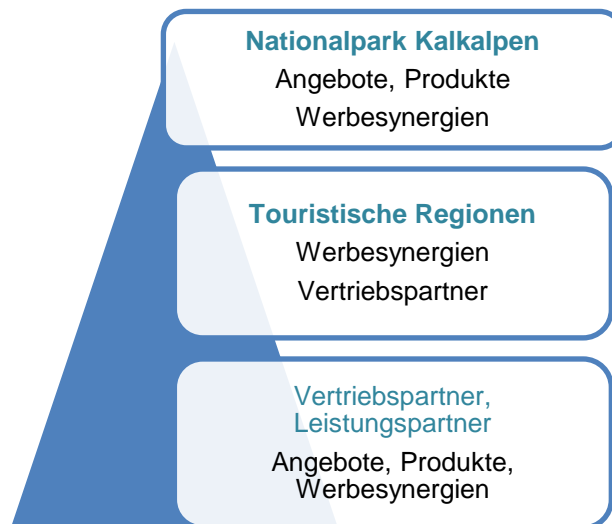 Nationalpark Kalkalpen
Angebote, Produkte
Werbesynergien
Touristische Regionen
Werbesynergien
Vertriebspartner
Vertriebspartner,
Leistungspartner
Angebote, Produkte,
Werbesynergien